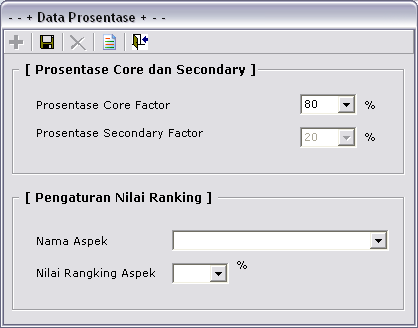 - - + Data Prosentase + - -
[ Prosentase Core dan Secondary ]
Prosentase Core Factor 80 %
Prosentase Secondary Factor 20 %
[ Pengaturan Nilai Ranking ]
Nama Aspek
Nilai Rangking Aspek %